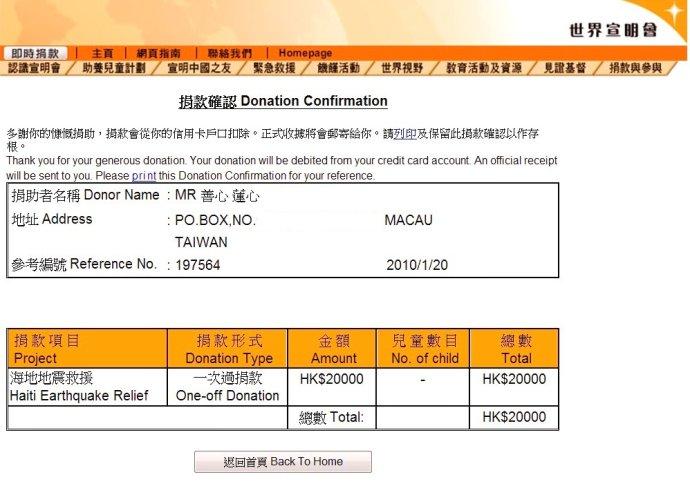 世界宣明會
即時捐款 主頁 網頁指南 聯絡我們 Homepage
認識宣明會 助養兒童計劃 宣明中國之友 緊急救援 饑饉活動 世界視野 教育活動及資源 見證基督 捐款與參與
捐款確認 Donation Confirmation
多謝你的慷慨捐助，捐款會從你的信用卡戶口扣除。正式收據將會郵寄給你。請列印及保留此捐款確認以作存
根。
Thank you for your generous donation. Your donation will be debited from your credit card account. An official receipt
will be sent to you. Please print this Donation Confirmation for your reference.
捐助者名稱 Donor Name : MR 善心 蓮心
地址 Address : PO.BOX,NO. MACAU
TAIWAN
參考編號 Reference No. : 197564 2010/1/20
捐款項目 捐款形式 金額 兒童數目 總數
Project Donation Type Amount No. of child Total
海地地震救援 一次過捐款 HK$20000 - HK$20000
Haiti Earthquake Relief One-off Donation
總數 Total: HK$20000
返回首頁 Back To Home